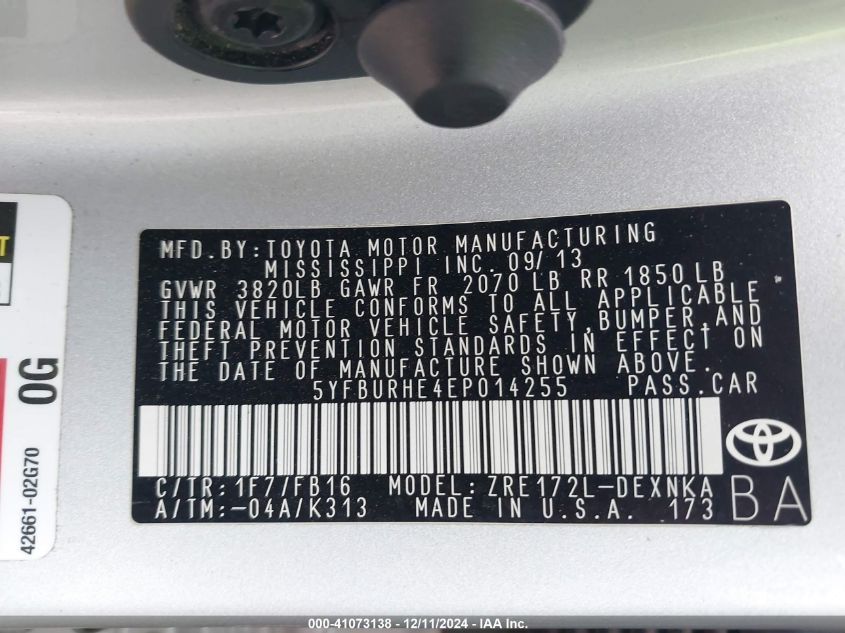 MFD.BY:TOYOTA MOTOR MANUFACTURING
MISSISSIPPI INC. 09/13
GVWR 3820LB GAWR FR 2070 LB RR 1850 LB
THIS VEHICLE CONFORMS TO ALL APPLICABLE
FEDERAL MOTOR VEHICLE SAFETY,BUMPER,AND
THEFT PREVENTION STANDARDS IN EFFECT ON
THE DATE OF MANUFACTURE SHOWN ABOVE.
5YFBURHE4EP014255 PASS.CAR
C/TR:1F7/FB16 MODEL:ZRE172L-DEXNKA
A/TM:-04A/K313 MADE IN U.S.A. 173
BA
T
0G
42661-02G70
000-41073138 - 12/11/2024 - IAA Inc.